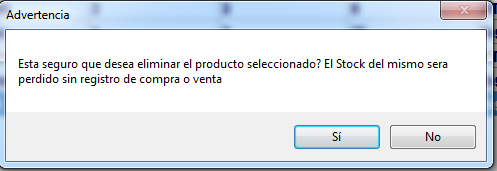 Advertencia
Esta seguro que desea eliminar el producto seleccionado? El Stock del mismo sera
perdido sin registro de compra o venta
Sí
No